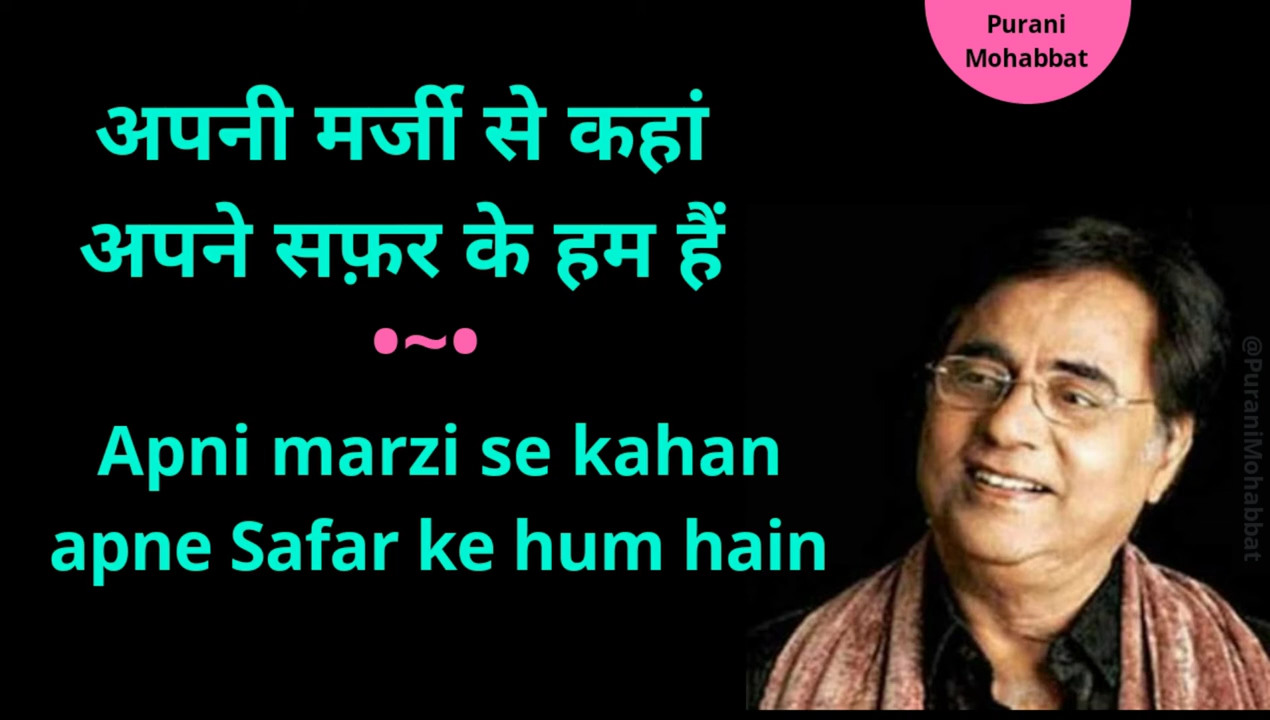 Purani
Mohabbat
अपनी मर्जी से कहां
अपने सफ़र के हम हैं
•~•
Apni marzi se kahan
apne Safar ke hum hain
@PuraniMohabbat